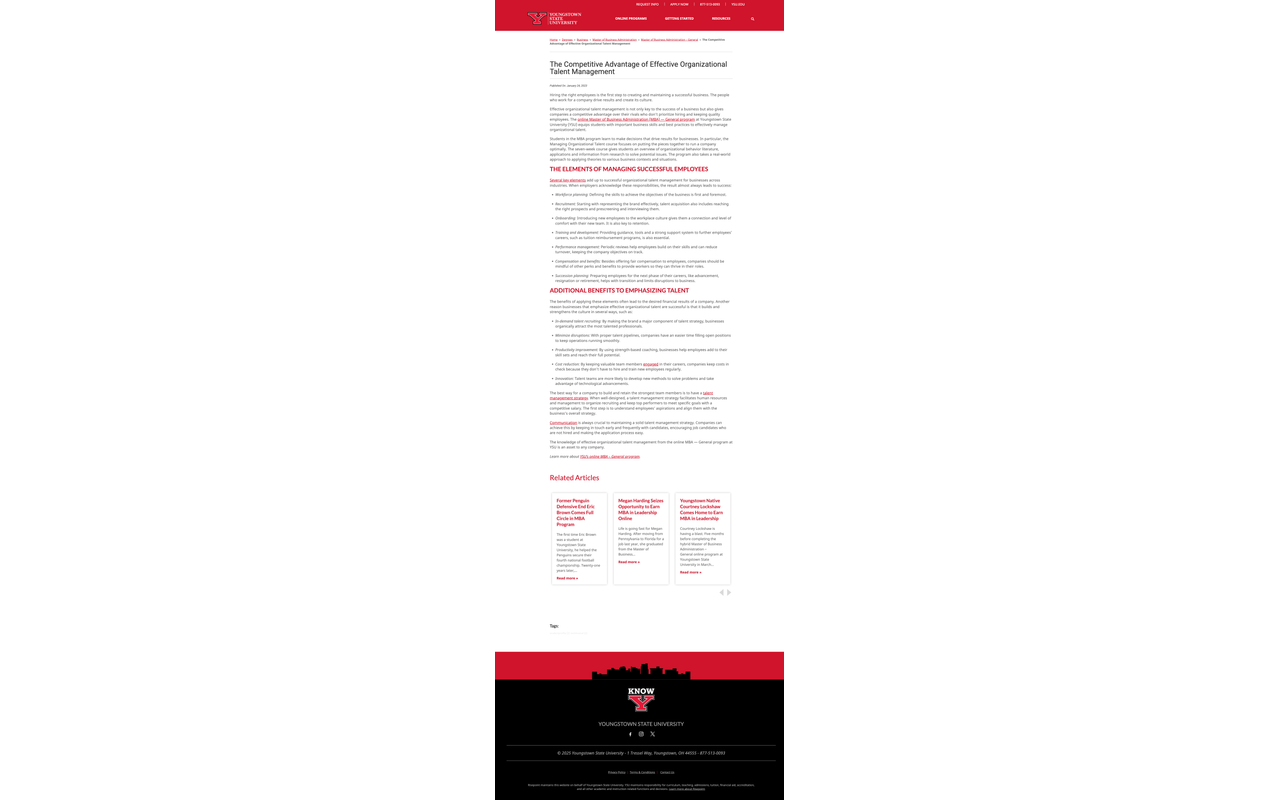 REQUEST INFO | APPLY NOW | 877-513-0093 | YSU.EDU
YOUNGSTOWN
STATE
UNIVERSITY
ONLINE PROGRAMS GETTING STARTED RESOURCES
Home > Degrees > Business > Master of Business Administration > Master of Business Administration - General > The Competitive
Advantage of Effective Organizational Talent Management
The Competitive Advantage of Effective Organizational
Talent Management
Hiring the right employees is the first step to creating and maintaining a successful business. The people
who work for a company drive results and create its culture.
Effective organizational talent management is not only key to the success of a business but also gives
companies a competitive advantage over their rivals who don't prioritize hiring and keeping quality
employees. The online Master of Business Administration (MBA) — General program at Youngstown State
University (YSU) equips students with important business skills and best practices to effectively manage
organizational talent.
Students in the MBA program learn to make decisions that drive results for businesses. In particular, the
Managing Organizational Talent course focuses on putting the pieces together to run a company
optimally. The seven-week course gives students an overview of organizational behavior literature,
applications and information from research to solve potential issues. The program also takes a real-world
approach to applying theories to various business contexts and situations.
THE ELEMENTS OF MANAGING SUCCESSFUL EMPLOYEES
Several key elements add up to successful organizational talent management for businesses across
industries. When employers acknowledge these responsibilities, the result almost always leads to success:
• Workforce planning: Defining the skills to achieve the objectives of the business is first and foremost.
• Recruitment: Starting with representing the brand effectively, talent acquisition also includes reaching
the right prospects and prescreening and interviewing them.
• Onboarding: Introducing new employees to the workplace culture gives them a connection and level of
comfort with their new team. It is also key to retention.
• Training and development: Providing guidance, tools and a strong support system to further employees'
careers, such as tuition reimbursement programs, is also essential.
• Performance management: Periodic reviews help employees build on their skills and can reduce
turnover, keeping the company objectives on track.
• Compensation and benefits: Besides offering fair compensation to employees, companies should be
mindful of other perks and benefits to provide workers so they can thrive in their roles.
• Succession planning: Preparing employees for the next phase of their careers, like advancement,
resignation or retirement, helps with transition and limits disruptions to business.
ADDITIONAL BENEFITS TO EMPHASIZING TALENT
The benefits of applying these elements often lead to the desired financial results of a company. Another
reason businesses that emphasize effective organizational talent are successful is that it builds and
strengthens the culture in several ways, such as:
• In-demand talent recruiting: By making the brand a major component of talent strategy, businesses
organically attract the most talented professionals.
• Minimize disruptions: With proper talent pipelines, companies have an easier time filling open positions
to keep operations running smoothly.
• Productivity improvement: By using strength-based coaching, businesses help employees add to their
skill sets and reach their full potential.
• Cost reduction: By keeping valuable team members engaged in their careers, companies keep costs in
check because they don't have to hire and train new employees regularly.
• Innovation: Talent teams are more likely to develop new methods to solve problems and take
advantage of technological advancements.
The best way for a company to build and retain the strongest team members is to have a talent
management strategy. When well-designed, a talent management strategy facilitates human resources
and management to organize recruiting and keep top performers to meet specific goals with a
competitive salary. The first step is to understand employees' aspirations and align them with the
business's overall strategy.
Communication is always crucial to maintaining a solid talent management strategy. Companies can
achieve this by keeping in touch early and frequently with candidates, encouraging job candidates who
are not hired and making the application process easy.
The knowledge of effective organizational talent management from the online MBA — General program at
YSU is an asset to any company.
Learn more about YSU's online MBA – General program.
Related Articles
Former Penguin
Defensive End Eric
Brown Comes Full
Circle in MBA
Program
The first time Eric Brown
was a student at
Youngstown State
University, he helped the
Penguins secure their
fourth national football
championship. Twenty-one
years later,...
Read more »
Megan Harding Seizes
Opportunity to Earn
MBA in Leadership
Online
Life is going fast for Megan
Harding. After moving from
Pennsylvania to Florida for a
job last year, she graduated
from the Master of
Business...
Read more »
Youngstown Native
Courtney Lockshaw
Comes Home to Earn
MBA in Leadership
Courtney Lockshaw is
having a blast. Five months
before completing the
hybrid Master of Business
Administration –
General online program at
Youngstown State
University in March...
Read more »
Tags:
KNOW
Y
YOUNGSTOWN STATE UNIVERSITY
© 2025 Youngstown State University - 1 Tressel Way, Youngstown, OH 44555 - 877-513-0093
Privacy Policy | Terms & Conditions | Contact Us